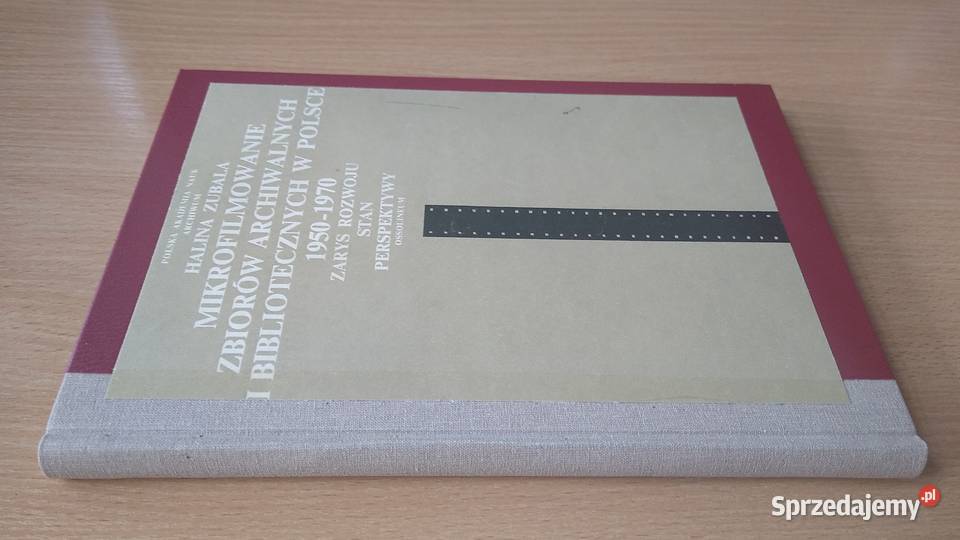 POLSKA AKADEMIA NAUK
ARCHIWUM
HALINA ZUBALA
MIKROFILMOWANIE
ZBIORÓW ARCHIWALNYCH
I BIBLIOTECZNYCH W POLSCE
1950-1970
ZARYS ROZWOJU
STAN
PERSPEKTYWY
OSSOLINEUM
Sprzedajemy.pl